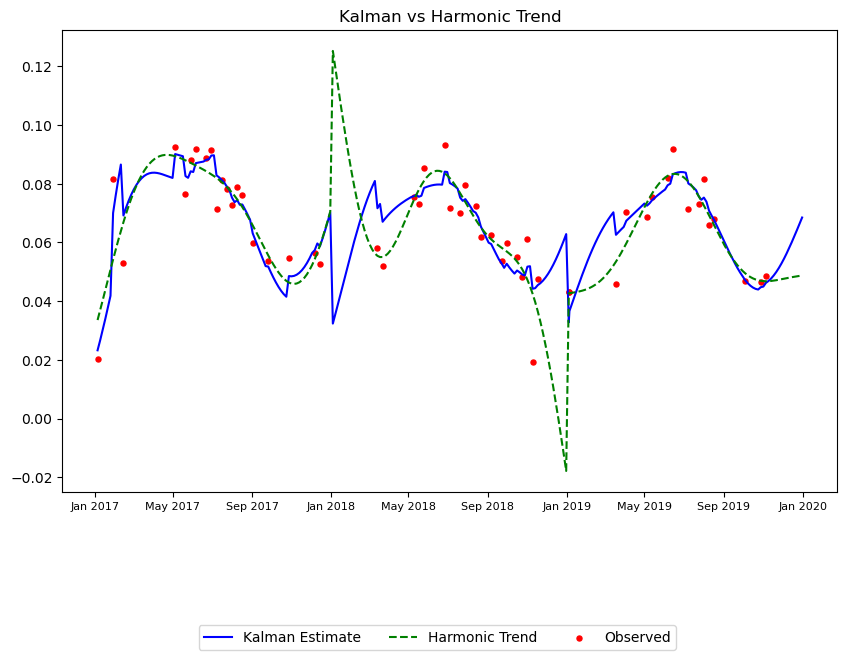 Kalman vs Harmonic Trend
0.12
0.10
0.08
0.06
0.04
0.02
0.00
−0.02
Jan 2017 May 2017 Sep 2017 Jan 2018 May 2018 Sep 2018 Jan 2019 May 2019 Sep 2019 Jan 2020
Kalman Estimate Harmonic Trend Observed